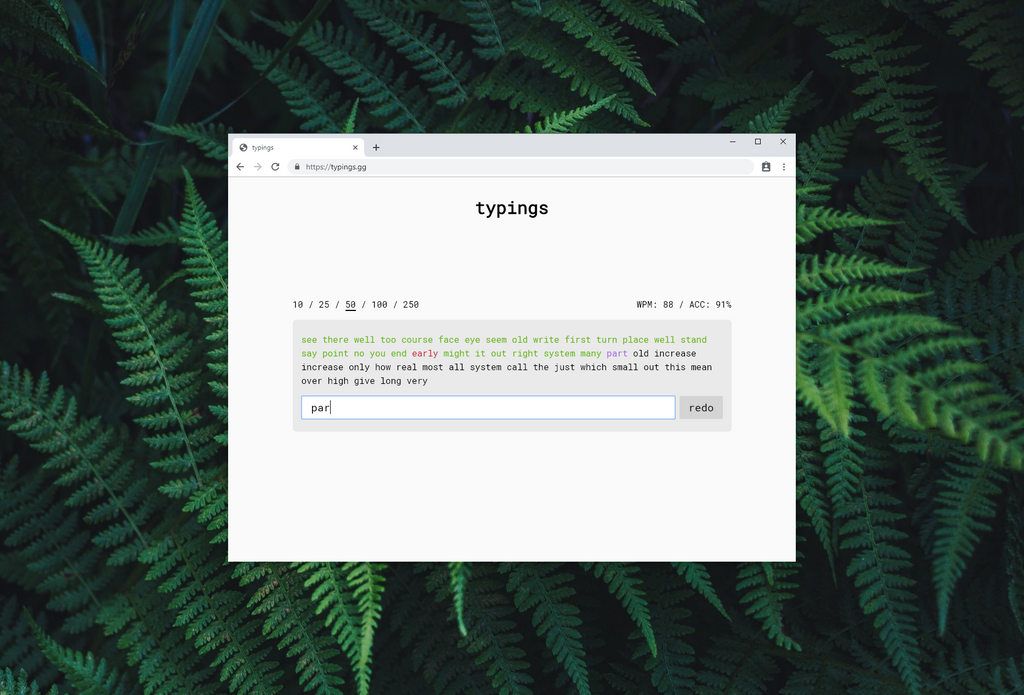 typings
https://typings.gg
typings
10 / 25 / 50 / 100 / 250
WPM: 88 / ACC: 91%
see there well too course face eye seem old write first turn place well stand
say point no you end early might it out right system many part old increase
increase only how real most all system call the just which small out this mean
over high give long very
par
redo